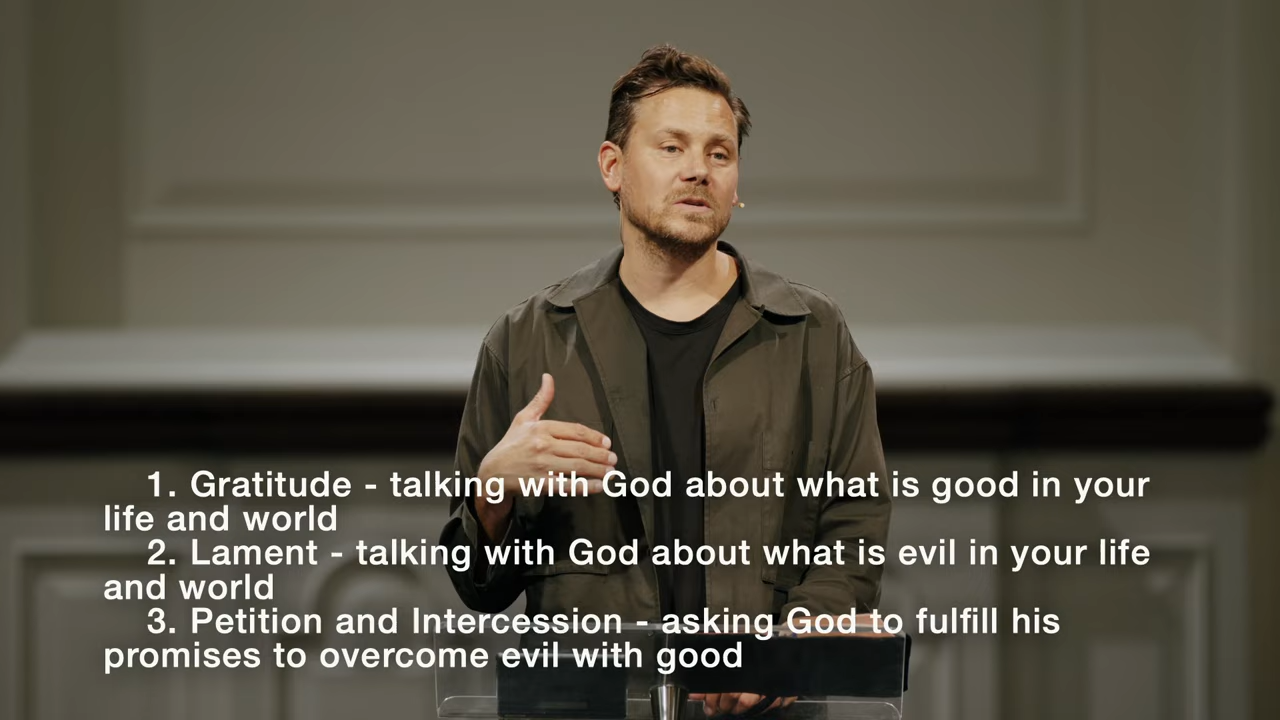 1. Gratitude - talking with God about what is good in your
life and world
2. Lament - talking with God about what is evil in your life
and world
3. Petition and Intercession - asking God to fulfill his
promises to overcome evil with good